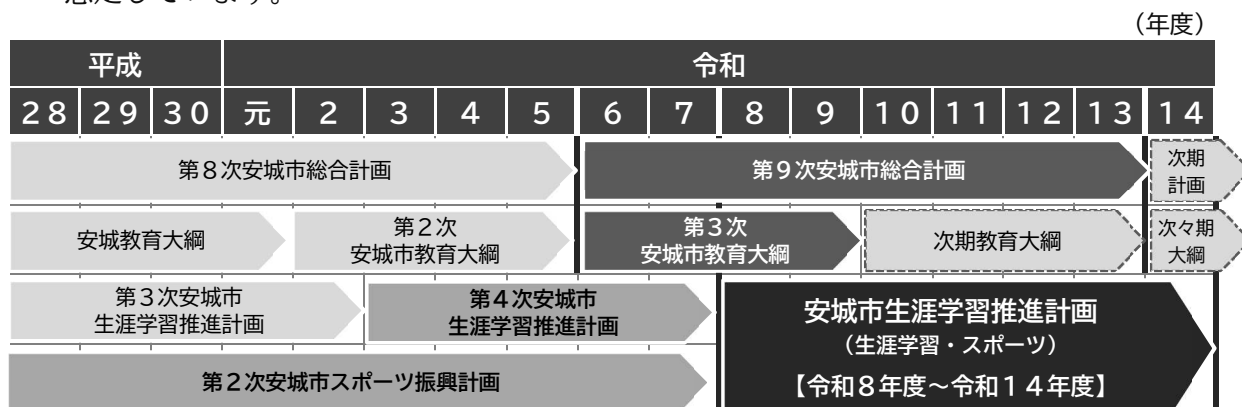 （年度）
平成 令和
28 29 30 元 2 3 4 5 6 7 8 9 10 11 12 13 14
第8次安城市総合計画 第9次安城市総合計画 次期
計画
安城教育大綱 第2次
安城市教育大綱 第3次
安城市教育大綱 次期教育大綱 次々期
大綱
第3次安城市
生涯学習推進計画 第4次安城市
生涯学習推進計画 安城市生涯学習推進計画
（生涯学習・スポーツ）
【令和8年度～令和14年度】
第2次安城市スポーツ振興計画